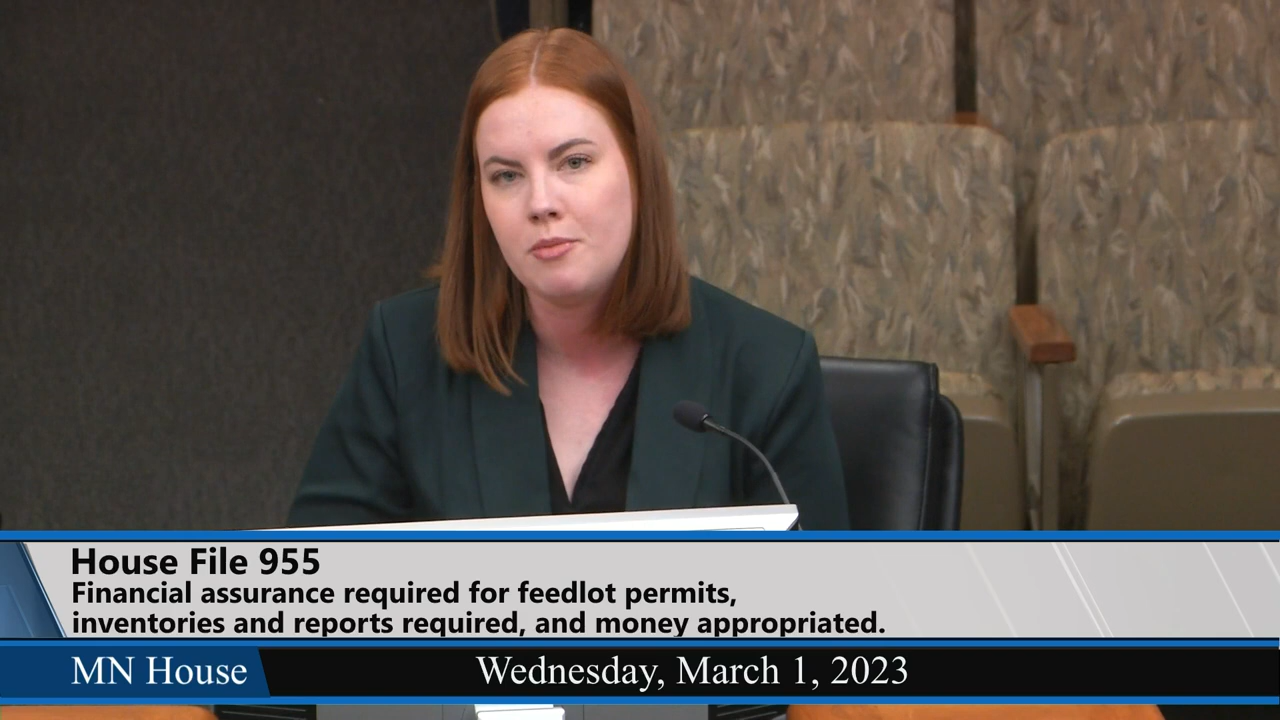 House File 955
Financial assurance required for feedlot permits,
inventories and reports required, and money appropriated.
MN House
Wednesday, March 1, 2023